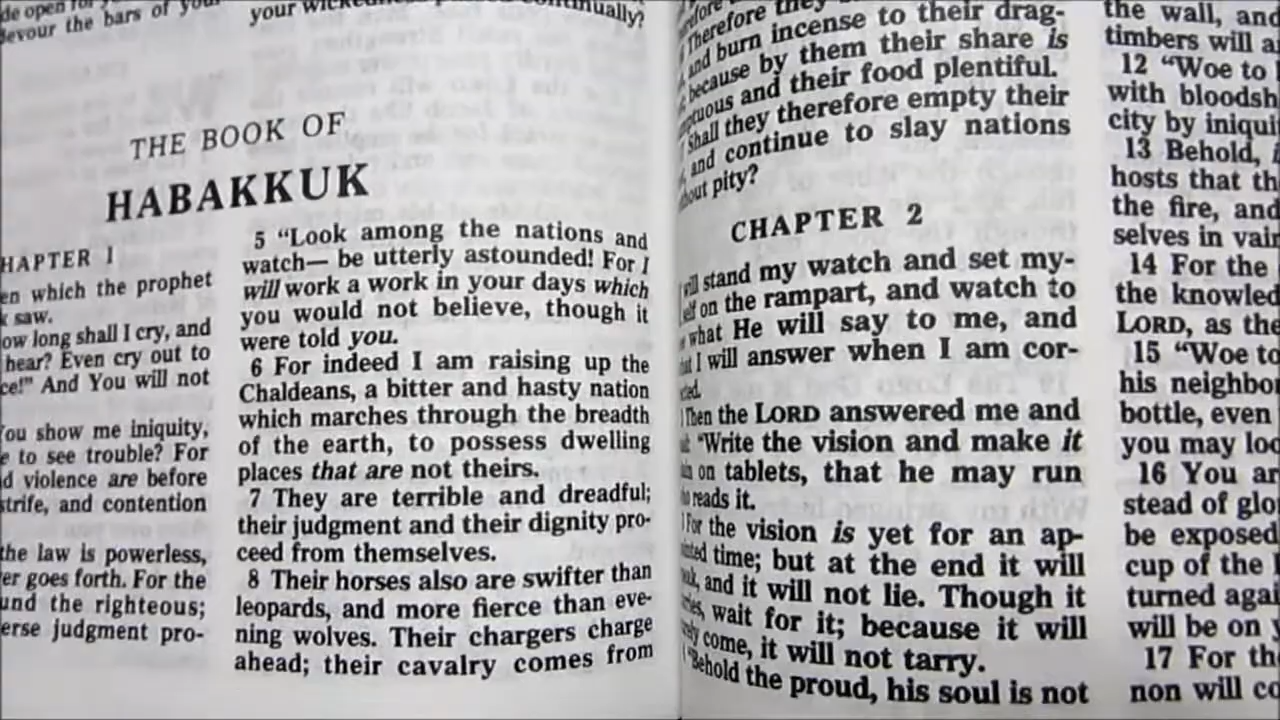 de open for
devour the bars of your
your
continually?
THE BOOK OF
HABAKKUK
CHAPTER 1
which the prophet
saw.
how long shall I cry, and
hear? Even cry out to
And You will not
You show me iniquity,
to see trouble? For
violence are before
strife, and contention
the law is powerless,
goes forth. For the
the righteous;
judgment pro-
5 “Look among the nations and
watch— be utterly astounded! For I
will work a work in your days which
you would not believe, though it
were told you.
6 For indeed I am raising up the
Chaldeans, a bitter and hasty nation
which marches through the breadth
of the earth, to possess dwelling
places that are not theirs.
7 They are terrible and dreadful;
their judgment and their dignity pro-
ceed from themselves.
8 Their horses also are swifter than
leopards, and more fierce than eve-
ning wolves. Their chargers charge
ahead; their cavalry comes from
Therefore they
and burn incense to their drag-
because by them their share is
and their food plentiful.
Shall they therefore empty their
and continue to slay nations
pity?
CHAPTER 2
will stand my watch and set my-
on the rampart, and watch to
what He will say to me, and
I will answer when I am cor-
Then the LORD answered me and
“Write the vision and make it
on tablets, that he may run
reads it.
For the vision is yet for an ap-
time; but at the end it will
and it will not lie. Though it
wait for it; because it will
come, it will not tarry.
“Behold the proud, his soul is not
the wall, and
timbers will
12 “Woe to
with
city by
13 Behold,
hosts that
the fire, and
selves in
14 For the
the
LORD, as the
15 “Woe to
his
bottle, even
you may
16 You
stead of
be exposed
cup of the
turned
will be on
17 For
non will